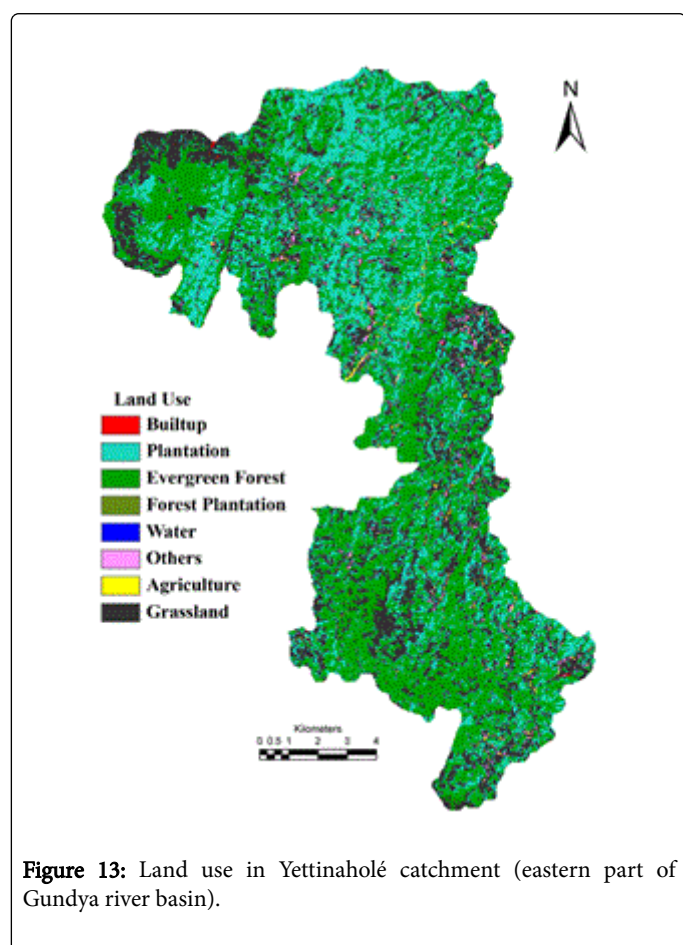 N
Land Use
Builtup
Plantation
Evergreen Forest
Forest Plantation
Water
Others
Agriculture
Grassland
Kilometers
0 0.5 1 2 3 4
Figure 13: Land use in Yettinaholé catchment (eastern part of
Gundya river basin).